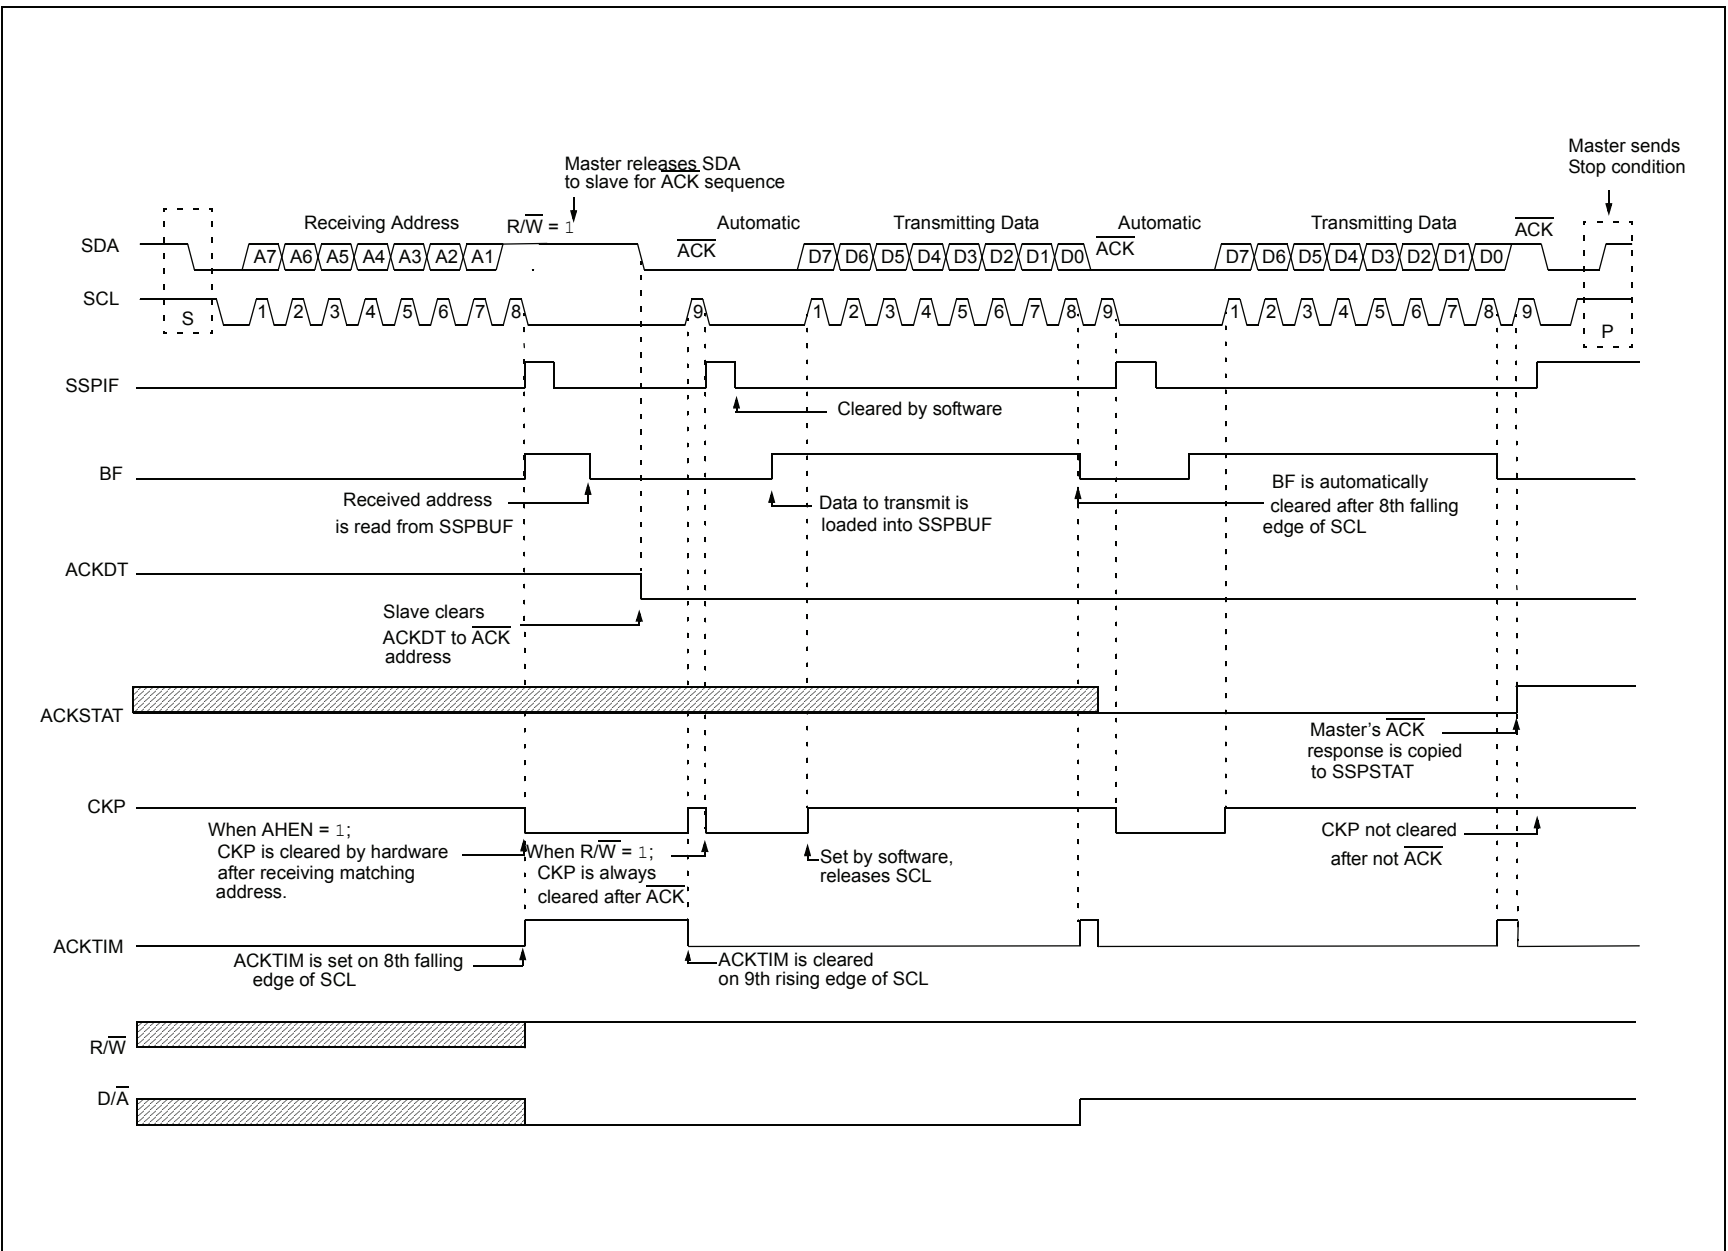 Master sends
Stop condition
Master releases SDA
to slave for ACK sequence
Receiving Address
R/W = 1
Automatic
Transmitting Data
Automatic
Transmitting Data
ACK
SDA
A7 A6 A5 A4 A3 A2 A1
ACK
D7 D6 D5 D4 D3 D2 D1 D0
ACK
D7 D6 D5 D4 D3 D2 D1 D0
SCL
S
1 2 3 4 5 6 7 8 9
1 2 3 4 5 6 7 8 9
1 2 3 4 5 6 7 8 9
P
SSPIF
Cleared by software
BF
Received address
is read from SSPBUF
Data to transmit is
loaded into SSPBUF
BF is automatically
cleared after 8th falling
edge of SCL
ACKDT
Slave clears
ACKDT to ACK
address
ACKSTAT
Master's ACK
response is copied
to SSPSTAT
CKP
When AHEN = 1;
CKP is cleared by hardware
after receiving matching
address.
When R/W = 1;
CKP is always
cleared after ACK
Set by software,
releases SCL
CKP not cleared
after not ACK
ACKTIM
ACKTIM is set on 8th falling
edge of SCL
ACKTIM is cleared
on 9th rising edge of SCL
R/W
D/A